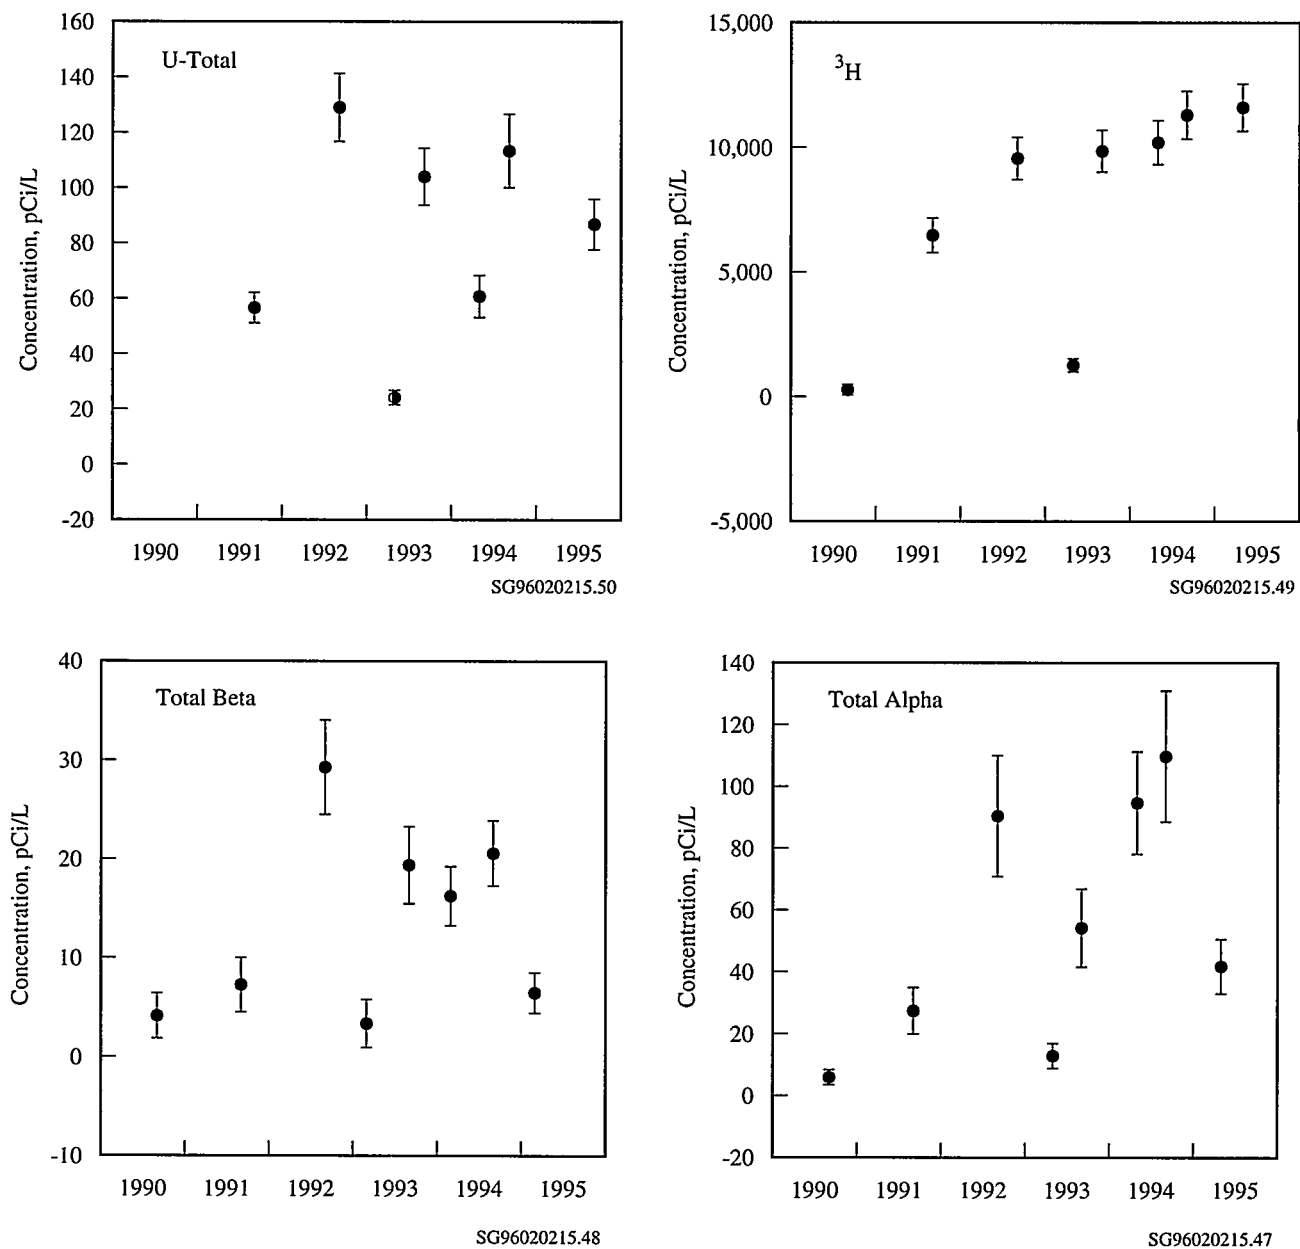 160
140
120
100
80
60
40
20
0
-20
U-Total
Concentration, pCi/L
1990 1991 1992 1993 1994 1995
SG96020215.50
15,000
10,000
5,000
0
-5,000
³H
Concentration, pCi/L
1990 1991 1992 1993 1994 1995
SG96020215.49
40
30
20
10
0
-10
Total Beta
Concentration, pCi/L
1990 1991 1992 1993 1994 1995
SG96020215.48
140
120
100
80
60
40
20
0
-20
Total Alpha
Concentration, pCi/L
1990 1991 1992 1993 1994 1995
SG96020215.47